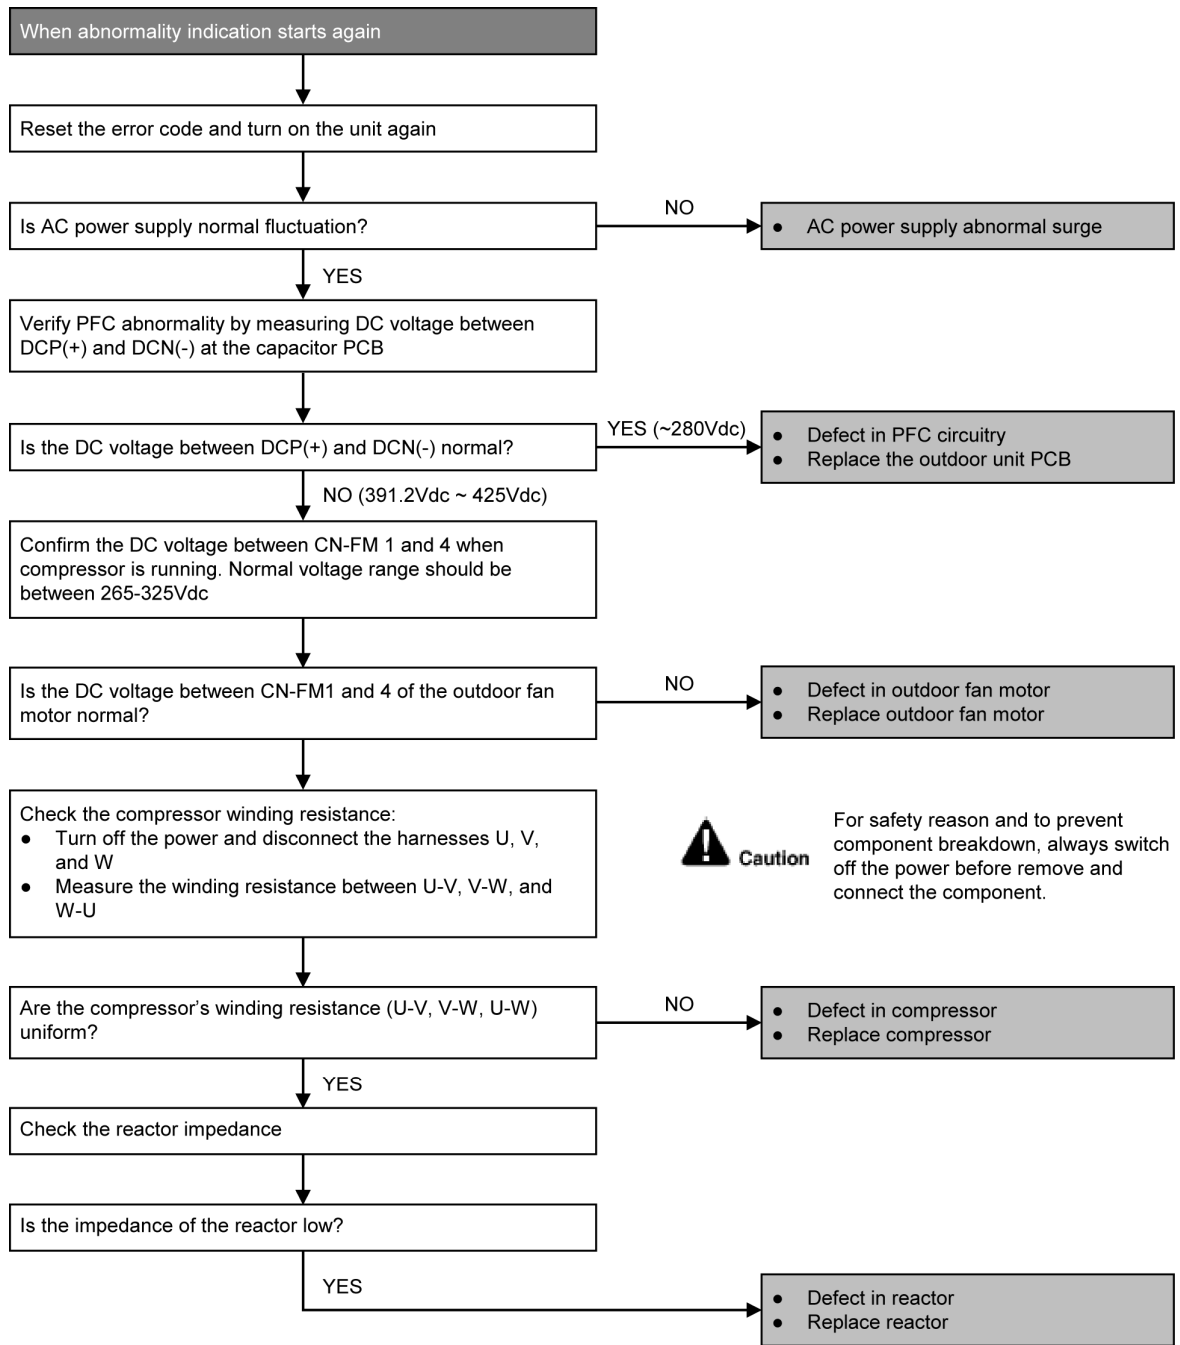 When abnormality indication starts again
Reset the error code and turn on the unit again
Is AC power supply normal fluctuation?
NO
● AC power supply abnormal surge
YES
Verify PFC abnormality by measuring DC voltage between
DCP(+) and DCN(-) at the capacitor PCB
Is the DC voltage between DCP(+) and DCN(-) normal?
YES (~280Vdc)
● Defect in PFC circuitry
● Replace the outdoor unit PCB
NO (391.2Vdc ~ 425Vdc)
Confirm the DC voltage between CN-FM 1 and 4 when
compressor is running. Normal voltage range should be
between 265-325Vdc
Is the DC voltage between CN-FM1 and 4 of the outdoor fan
motor normal?
NO
● Defect in outdoor fan motor
● Replace outdoor fan motor
Check the compressor winding resistance:
● Turn off the power and disconnect the harnesses U, V,
and W
● Measure the winding resistance between U-V, V-W, and
W-U
Caution
For safety reason and to prevent
component breakdown, always switch
off the power before remove and
connect the component.
Are the compressor’s winding resistance (U-V, V-W, U-W)
uniform?
NO
● Defect in compressor
● Replace compressor
YES
Check the reactor impedance
Is the impedance of the reactor low?
YES
● Defect in reactor
● Replace reactor